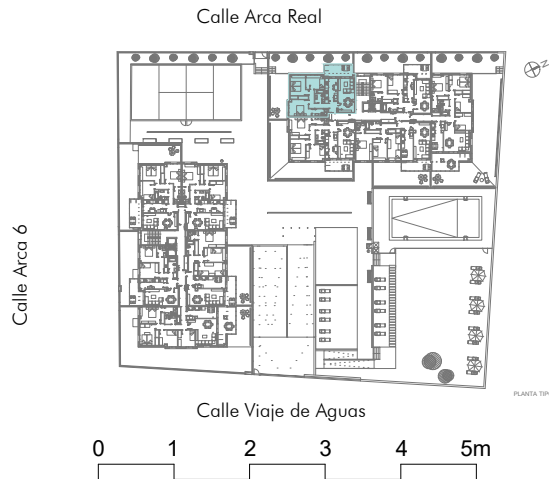 Calle Arca Real
N
Calle Arca 6
PLANTA TIPO
Calle Viaje de Aguas
0 1 2 3 4 5m